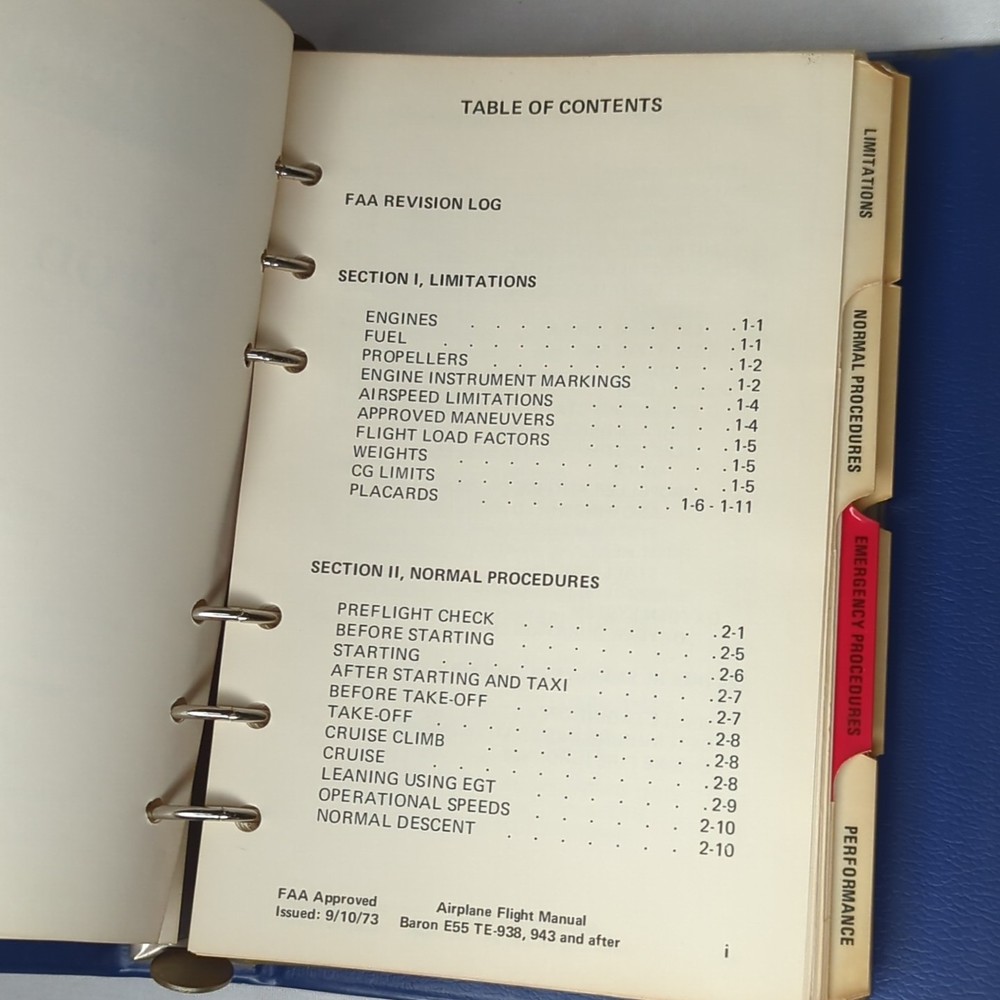 TABLE OF CONTENTS
FAA REVISION LOG
SECTION I, LIMITATIONS
ENGINES . . . . . . . . . . . . 1-1
FUEL . . . . . . . . . . . . . 1-1
PROPELLERS . . . . . . . . . . . 1-2
ENGINE INSTRUMENT MARKINGS . . . 1-2
AIRSPEED LIMITATIONS . . . . . . 1-4
APPROVED MANEUVERS . . . . . . 1-4
FLIGHT LOAD FACTORS . . . . . . 1-5
WEIGHTS . . . . . . . . . . . . 1-5
CG LIMITS . . . . . . . . . . . 1-5
PLACARDS . . . . . . . . 1-6 - 1-11
SECTION II, NORMAL PROCEDURES
PREFLIGHT CHECK . . . . . . . . 2-1
BEFORE STARTING . . . . . . . . 2-5
STARTING . . . . . . . . . . . 2-6
AFTER STARTING AND TAXI . . . . . 2-7
BEFORE TAKE-OFF . . . . . . . . 2-7
TAKE-OFF . . . . . . . . . . . 2-8
CRUISE CLIMB . . . . . . . . . 2-8
CRUISE . . . . . . . . . . . . 2-8
LEANING USING EGT . . . . . . . 2-9
OPERATIONAL SPEEDS . . . . . . 2-10
NORMAL DESCENT . . . . . . . 2-10
FAA Approved
Issued: 9/10/73
Airplane Flight Manual
Baron E55 TE-938, 943 and after
i
LIMITATIONS
NORMAL PROCEDURES
EMERGENCY PROCEDURES
PERFORMANCE